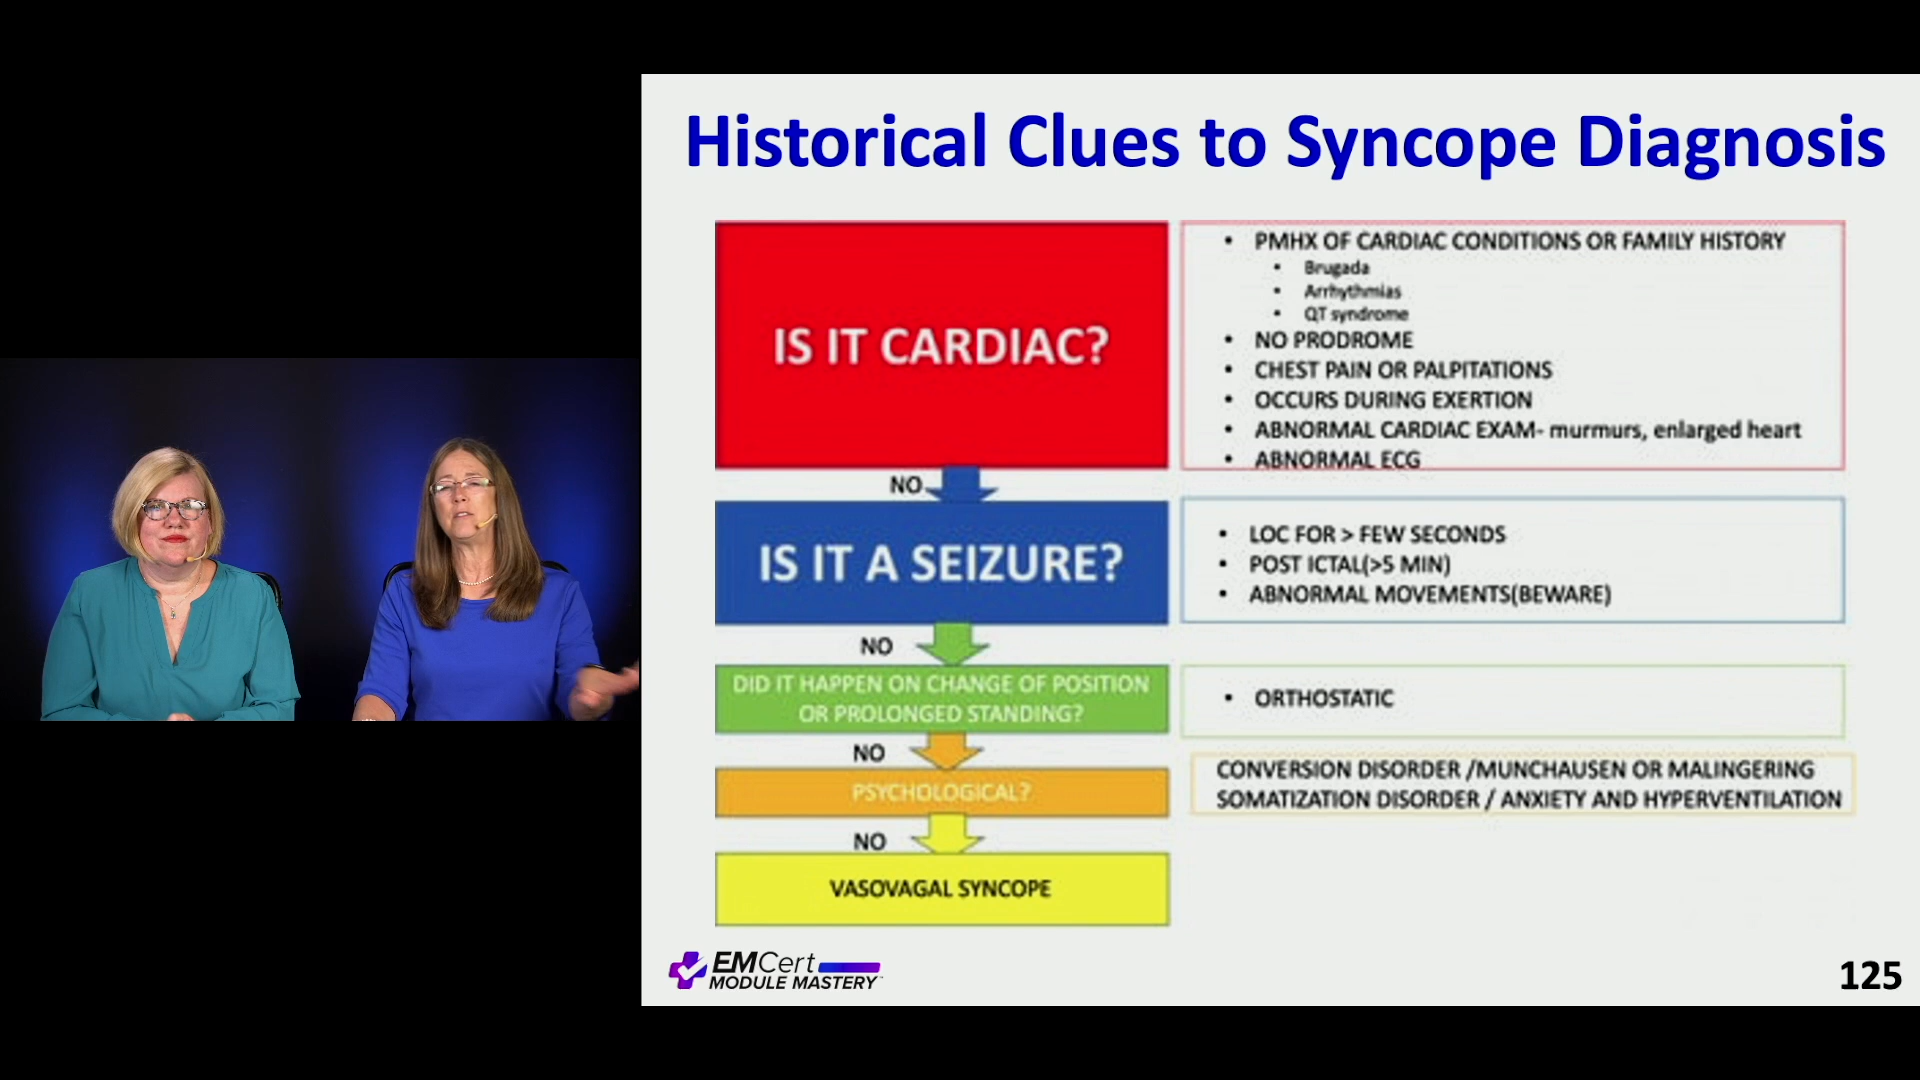 Historical Clues to Syncope Diagnosis
IS IT CARDIAC?
• PMHX OF CARDIAC CONDITIONS OR FAMILY HISTORY
• Brugada
• Arrhythmias
• QT syndrome
• NO PRODROME
• CHEST PAIN OR PALPITATIONS
• OCCURS DURING EXERTION
• ABNORMAL CARDIAC EXAM- murmurs, enlarged heart
• ABNORMAL ECG
NO
IS IT A SEIZURE?
• LOC FOR > FEW SECONDS
• POST ICTAL(>5 MIN)
• ABNORMAL MOVEMENTS(BEWARE)
NO
DID IT HAPPEN ON CHANGE OF POSITION
OR PROLONGED STANDING?
• ORTHOSTATIC
NO
PSYCHOLOGICAL?
CONVERSION DISORDER /MUNCHAUSEN OR MALINGERING
SOMATIZATION DISORDER / ANXIETY AND HYPERVENTILATION
NO
VASOVAGAL SYNCOPE
EMCert
MODULE MASTERY™
125